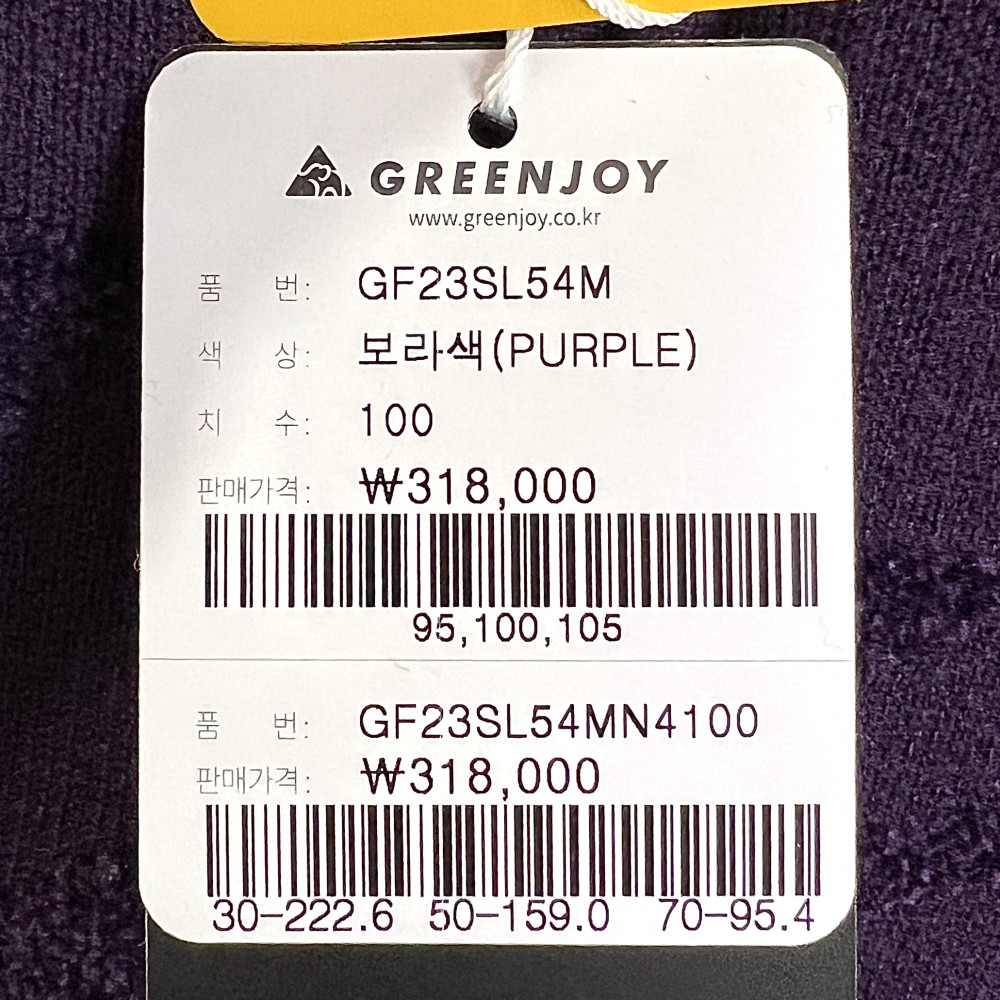 GREENJOY
www.greenjoy.co.kr
품 번: GF23SL54M
색 상: 보라색(PURPLE)
치 수: 100
판매가격: ₩318,000
95,100,105
품 번: GF23SL54MN4100
판매가격: ₩318,000
30-222.6 50-159.0 70-95.4